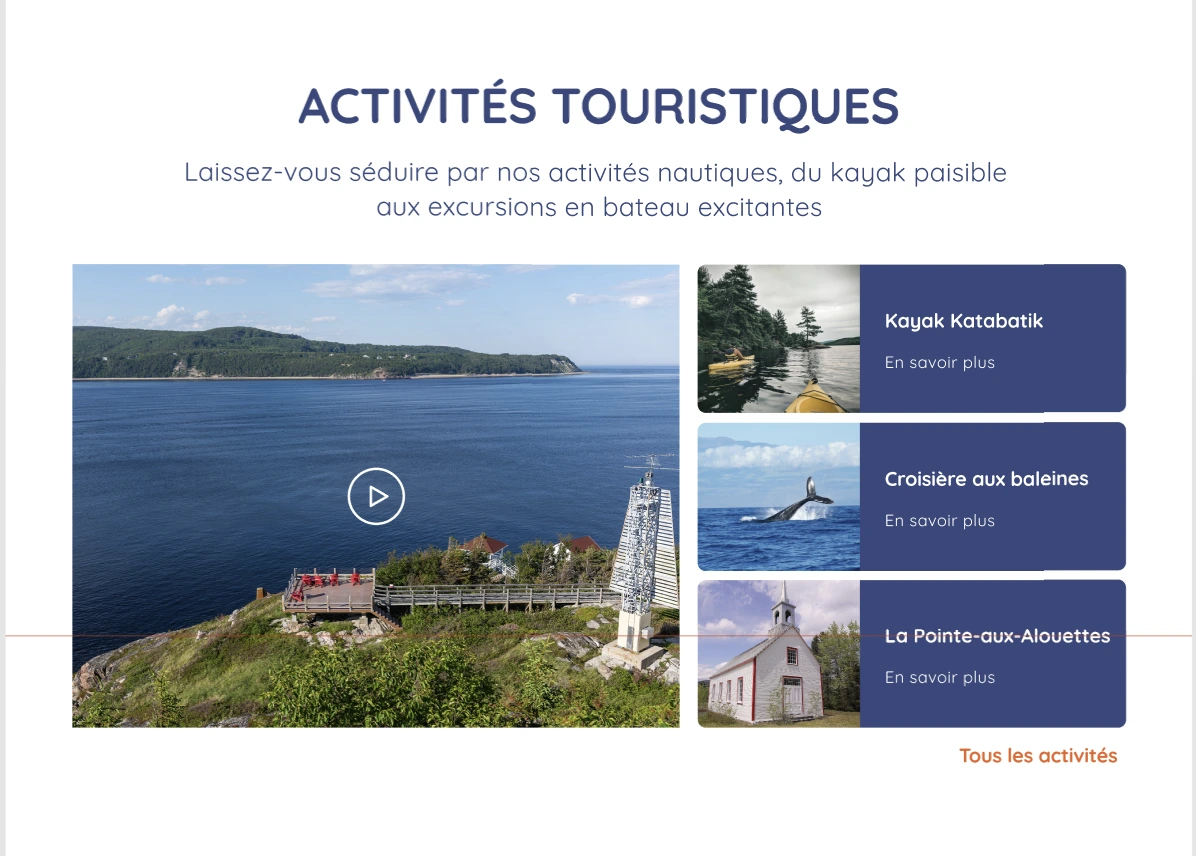 ACTIVITÉS TOURISTIQUES
Laissez-vous séduire par nos activités nautiques, du kayak paisible
aux excursions en bateau excitantes
Kayak Katabatik
En savoir plus
Croisière aux baleines
En savoir plus
La Pointe-aux-Alouettes
En savoir plus
Tous les activités